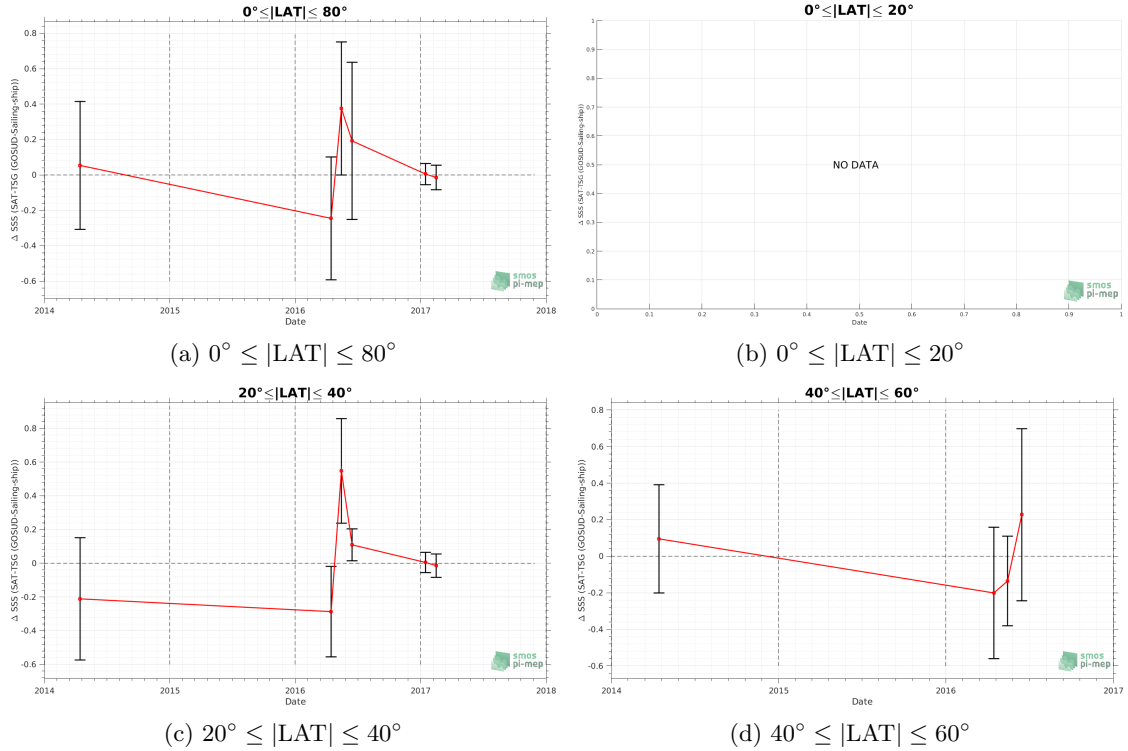 0°≤|LAT|≤ 80°
Δ SSS (SAT-TSG (GOSUD-Sailing-ship))
0.8
0.6
0.4
0.2
0
-0.2
-0.4
-0.6
2014
2015
2016
2017
2018
Date
smos
pi-mep
(a) 0° ≤ |LAT| ≤ 80°
0°≤|LAT|≤ 20°
Δ SSS (SAT-TSG (GOSUD-Sailing-ship))
1
0.9
0.8
0.7
0.6
0.5
0.4
0.3
0.2
0.1
0
NO DATA
0
0.1
0.2
0.3
0.4
0.5
0.6
0.7
0.8
0.9
1
Date
smos
pi-mep
(b) 0° ≤ |LAT| ≤ 20°
20°≤|LAT|≤ 40°
Δ SSS (SAT-TSG (GOSUD-Sailing-ship))
0.8
0.6
0.4
0.2
0
-0.2
-0.4
-0.6
2014
2015
2016
2017
2018
Date
smos
pi-mep
(c) 20° ≤ |LAT| ≤ 40°
40°≤|LAT|≤ 60°
Δ SSS (SAT-TSG (GOSUD-Sailing-ship))
0.8
0.6
0.4
0.2
0
-0.2
-0.4
-0.6
2014
2015
2016
2017
Date
smos
pi-mep
(d) 40° ≤ |LAT| ≤ 60°